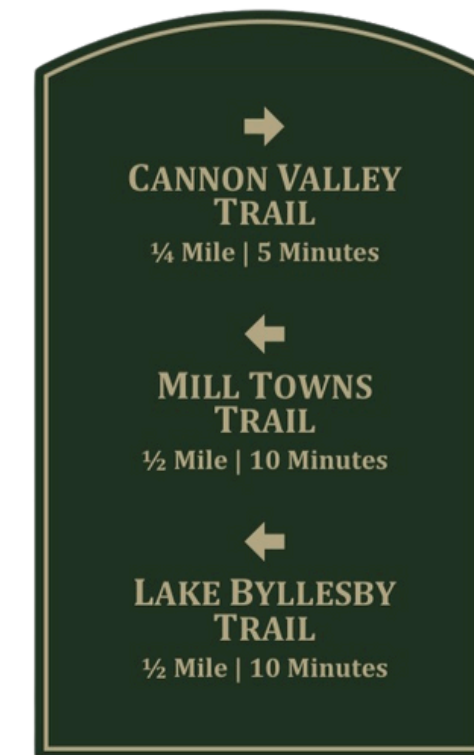 CANNON VALLEY
TRAIL
¼ Mile | 5 Minutes
MILL TOWNS
TRAIL
½ Mile | 10 Minutes
LAKE BYLLESBY
TRAIL
½ Mile | 10 Minutes